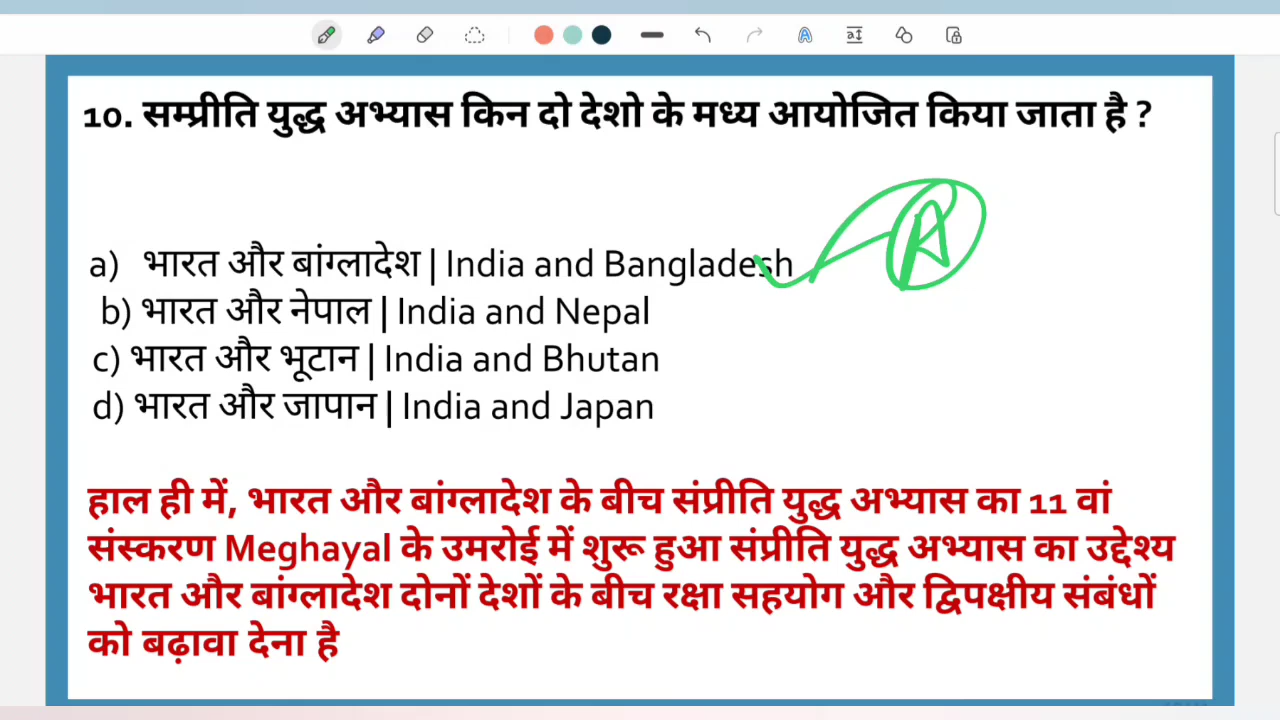 10. सम्प्रीति युद्ध अभ्यास किन दो देशो के मध्य आयोजित किया जाता है ?
A
a) भारत और बांग्लादेश | India and Bangladesh
b) भारत और नेपाल | India and Nepal
c) भारत और भूटान | India and Bhutan
d) भारत और जापान | India and Japan
हाल ही में, भारत और बांग्लादेश के बीच संप्रीति युद्ध अभ्यास का 11 वां
संस्करण Meghayal के उमरोई में शुरू हुआ संप्रीति युद्ध अभ्यास का उद्देश्य
भारत और बांग्लादेश दोनों देशों के बीच रक्षा सहयोग और द्विपक्षीय संबंधों
को बढ़ावा देना है